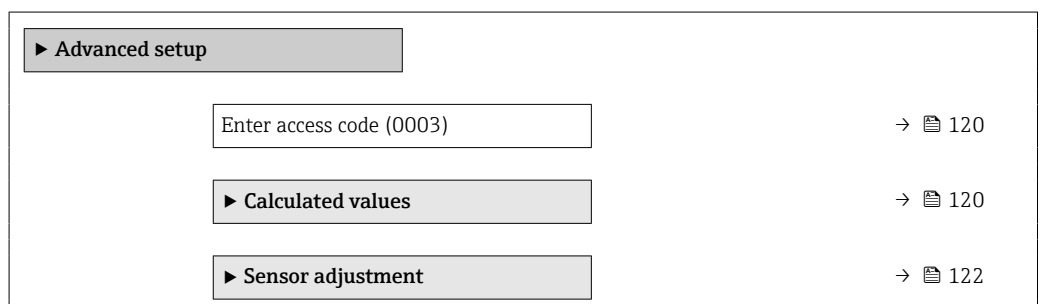 ▶ Advanced setup
Enter access code (0003) → 120
▶ Calculated values → 120
▶ Sensor adjustment → 122